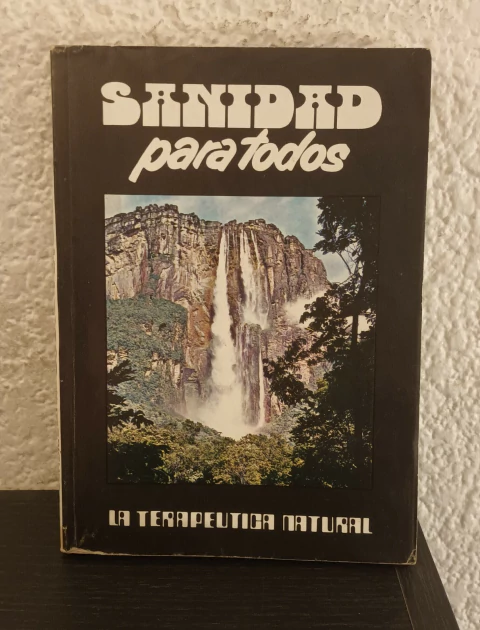 SANIDAD
para todos
LA TERAPEUTICA NATURAL